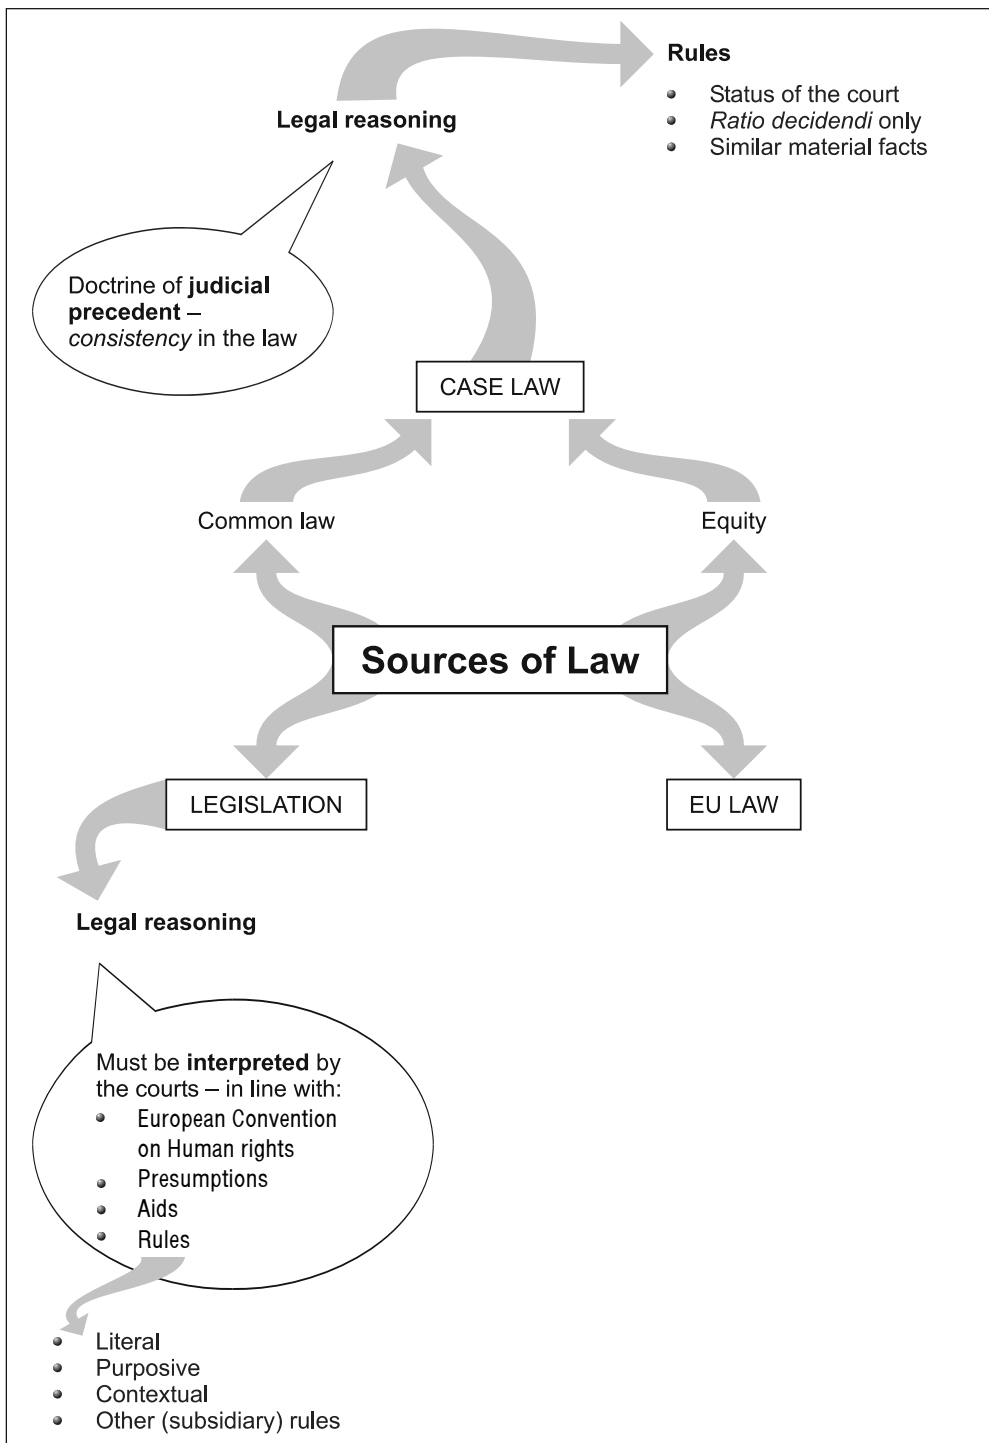 Rules
• Status of the court
• Ratio decidendi only
• Similar material facts
Legal reasoning
Doctrine of judicial
precedent –
consistency in the law
CASE LAW
Common law
Equity
Sources of Law
LEGISLATION
EU LAW
Legal reasoning
Must be interpreted by
the courts – in line with:
• European Convention
on Human rights
• Presumptions
• Aids
• Rules
• Literal
• Purposive
• Contextual
• Other (subsidiary) rules